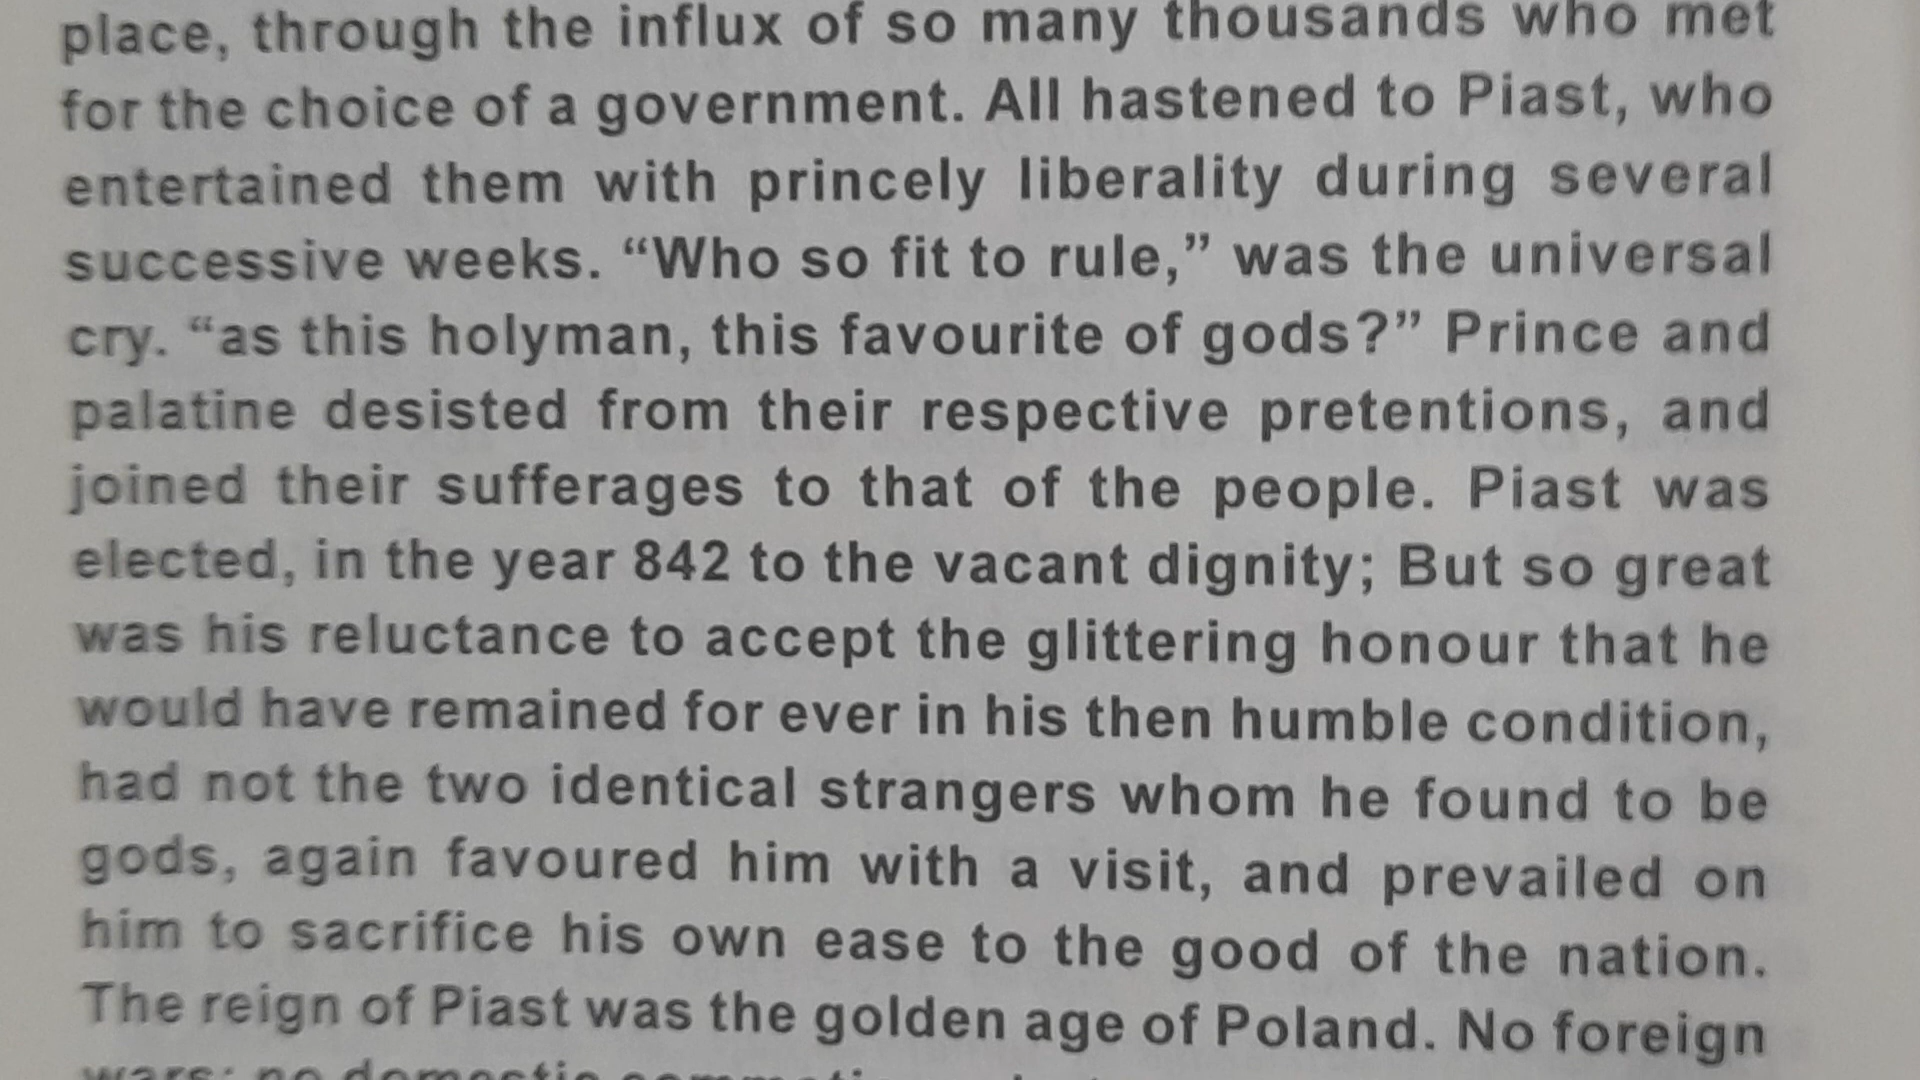 place, through the influx of so many thousands who met
for the choice of a government. All hastened to Piast, who
entertained them with princely liberality during several
successive weeks. “Who so fit to rule,” was the universal
cry. “as this holyman, this favourite of gods?” Prince and
palatine desisted from their respective pretentions, and
joined their sufferages to that of the people. Piast was
elected, in the year 842 to the vacant dignity; But so great
was his reluctance to accept the glittering honour that he
would have remained for ever in his then humble condition,
had not the two identical strangers whom he found to be
gods, again favoured him with a visit, and prevailed on
him to sacrifice his own ease to the good of the nation.
The reign of Piast was the golden age of Poland. No foreign
wars; no domestic